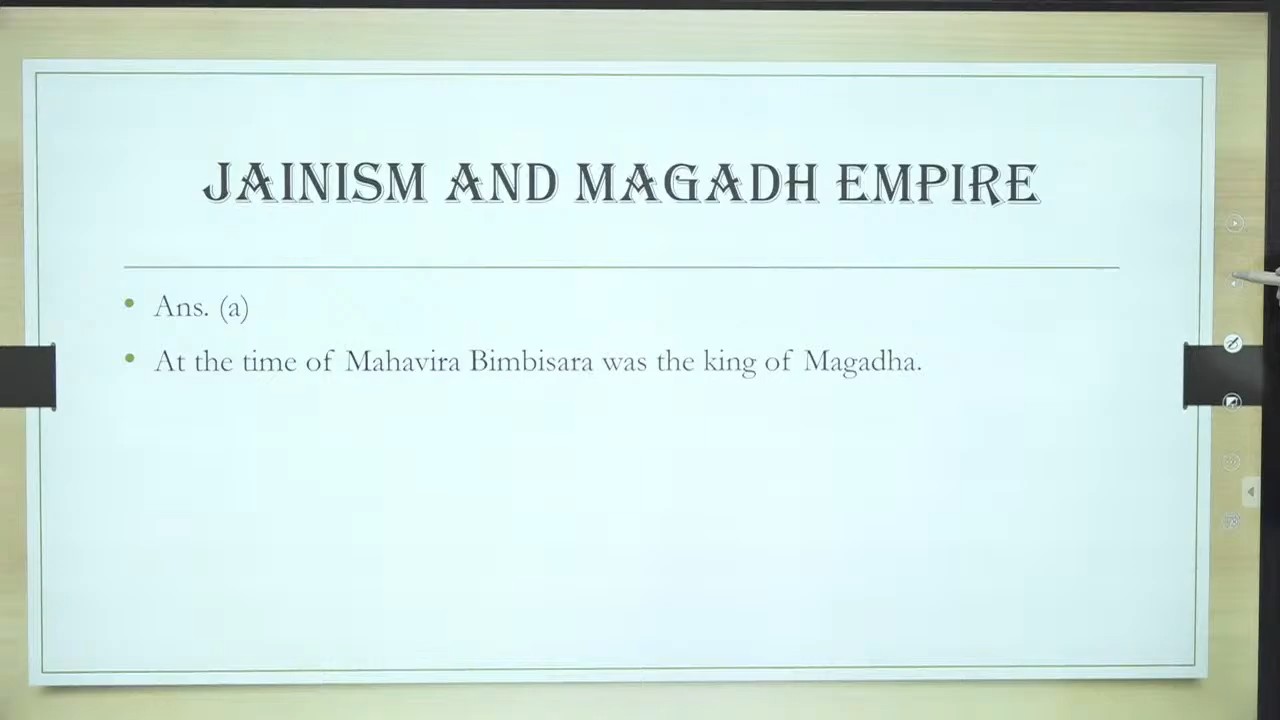 JAINISM AND MAGADH EMPIRE
• Ans. (a)
• At the time of Mahavira Bimbisara was the king of Magadha.